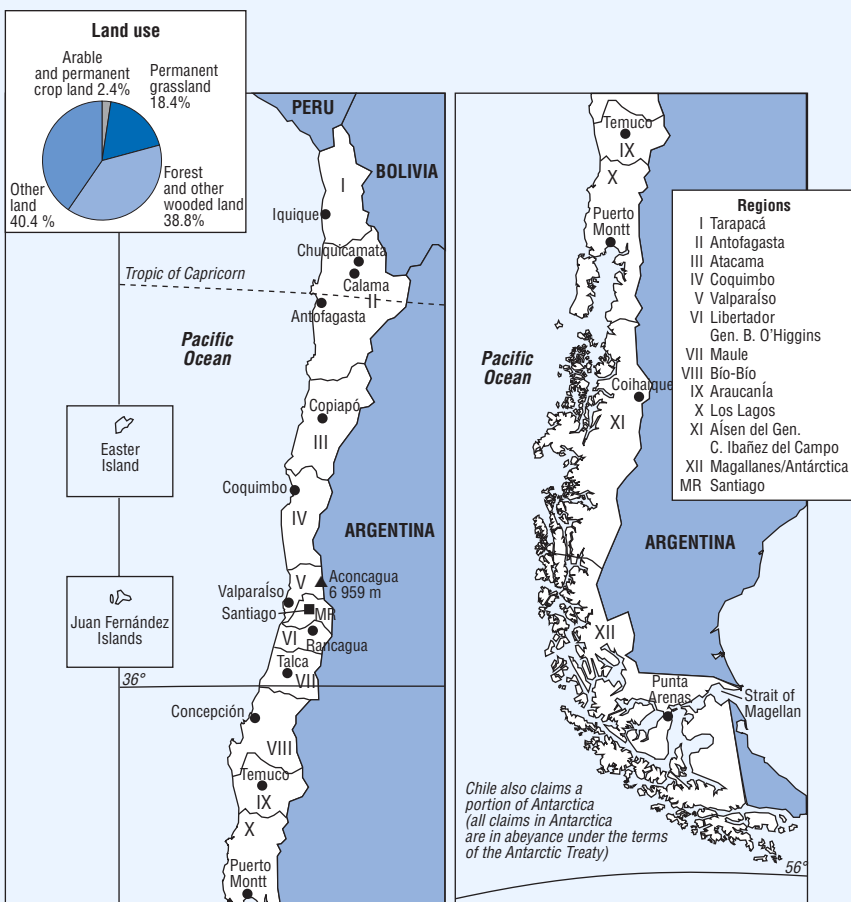 Land use
Arable
and permanent
crop land 2.4%
Permanent
grassland
18.4%
Other
land
40.4 %
Forest
and other
wooded land
38.8%
PERU
BOLIVIA
I
Iquique
Chuquicamata
Calama
II
Tropic of Capricorn
Antofagasta
Pacific
Ocean
Copiapó
III
Easter
Island
Coquimbo
IV
ARGENTINA
V
Aconcagua
6 959 m
Valparaíso
Santiago
MR
Juan Fernández
Islands
VI
Rancagua
Talca
VII
36°
Concepción
VIII
Temuco
IX
X
Puerto
Montt
Temuco
IX
X
Puerto
Montt
Pacific
Ocean
Coihaique
XI
ARGENTINA
XII
Punta
Arenas
Strait of
Magellan
Chile also claims a
portion of Antarctica
(all claims in Antarctica
are in abeyance under the terms
of the Antarctic Treaty)
56°
Regions
I Tarapacá
II Antofagasta
III Atacama
IV Coquimbo
V ValparaÍso
VI Libertador
Gen. B. O'Higgins
VII Maule
VIII Bío-Bío
IX AraucanÍa
X Los Lagos
XI AÍsen del Gen.
C. Ibañez del Campo
XII Magallanes/Antárctica
MR Santiago